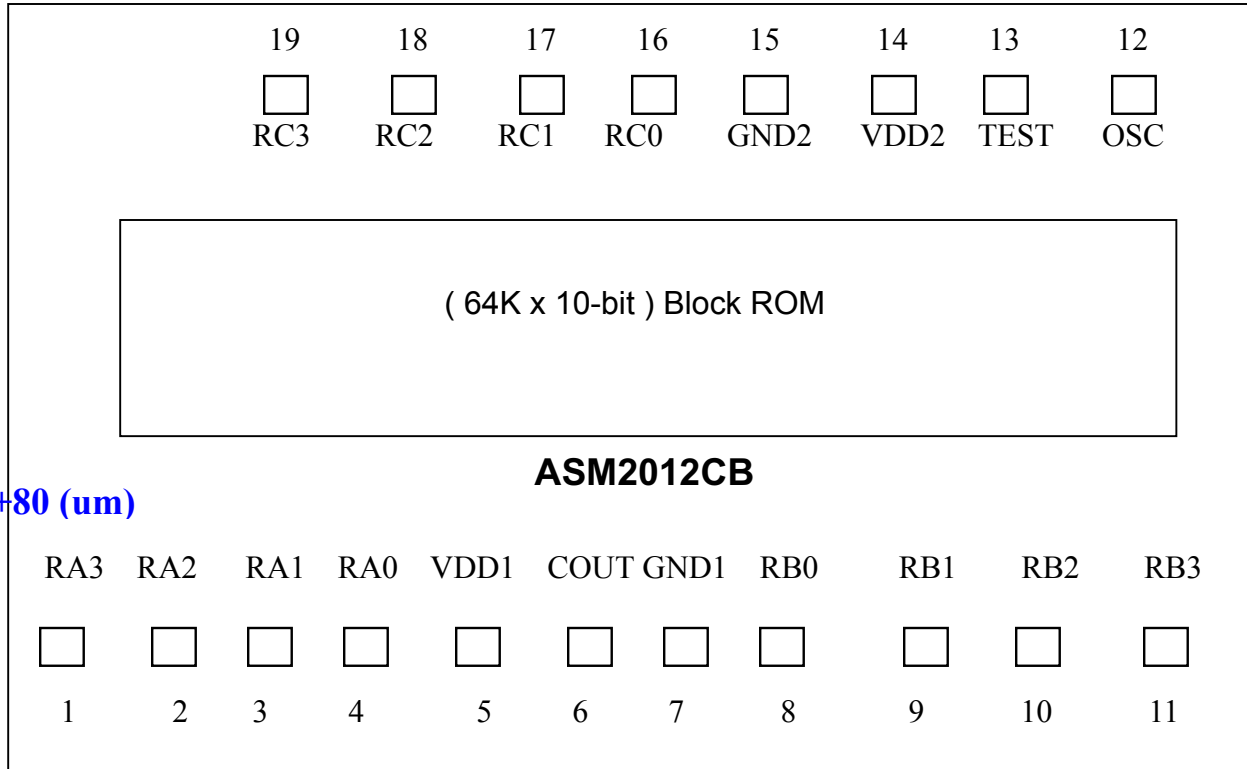 19 18 17 16 15 14 13 12
RC3 RC2 RC1 RC0 GND2 VDD2 TEST OSC
( 64K x 10-bit ) Block ROM
ASM2012CB
+80 (um)
RA3 RA2 RA1 RA0 VDD1 COUT GND1 RB0 RB1 RB2 RB3
1 2 3 4 5 6 7 8 9 10 11